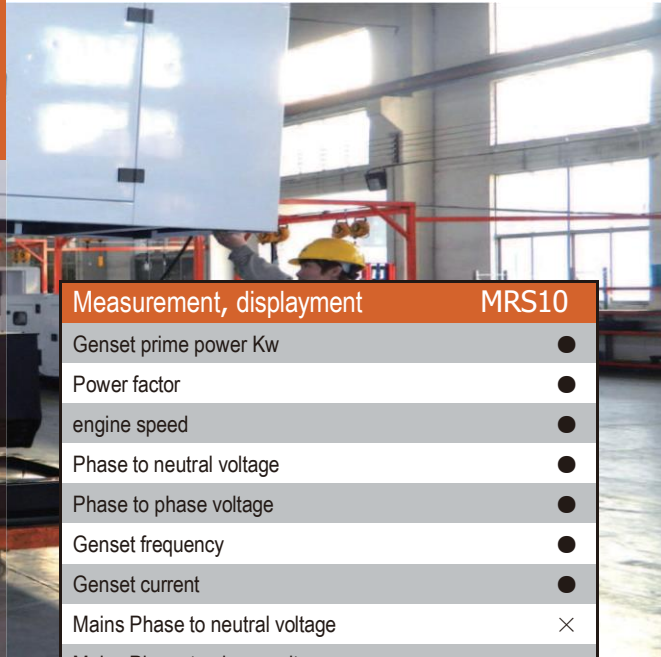 Measurement, displayment MRS10
Genset prime power Kw ●
Power factor ●
engine speed ●
Phase to neutral voltage ●
Phase to phase voltage ●
Genset frequency ●
Genset current ●
Mains Phase to neutral voltage ×